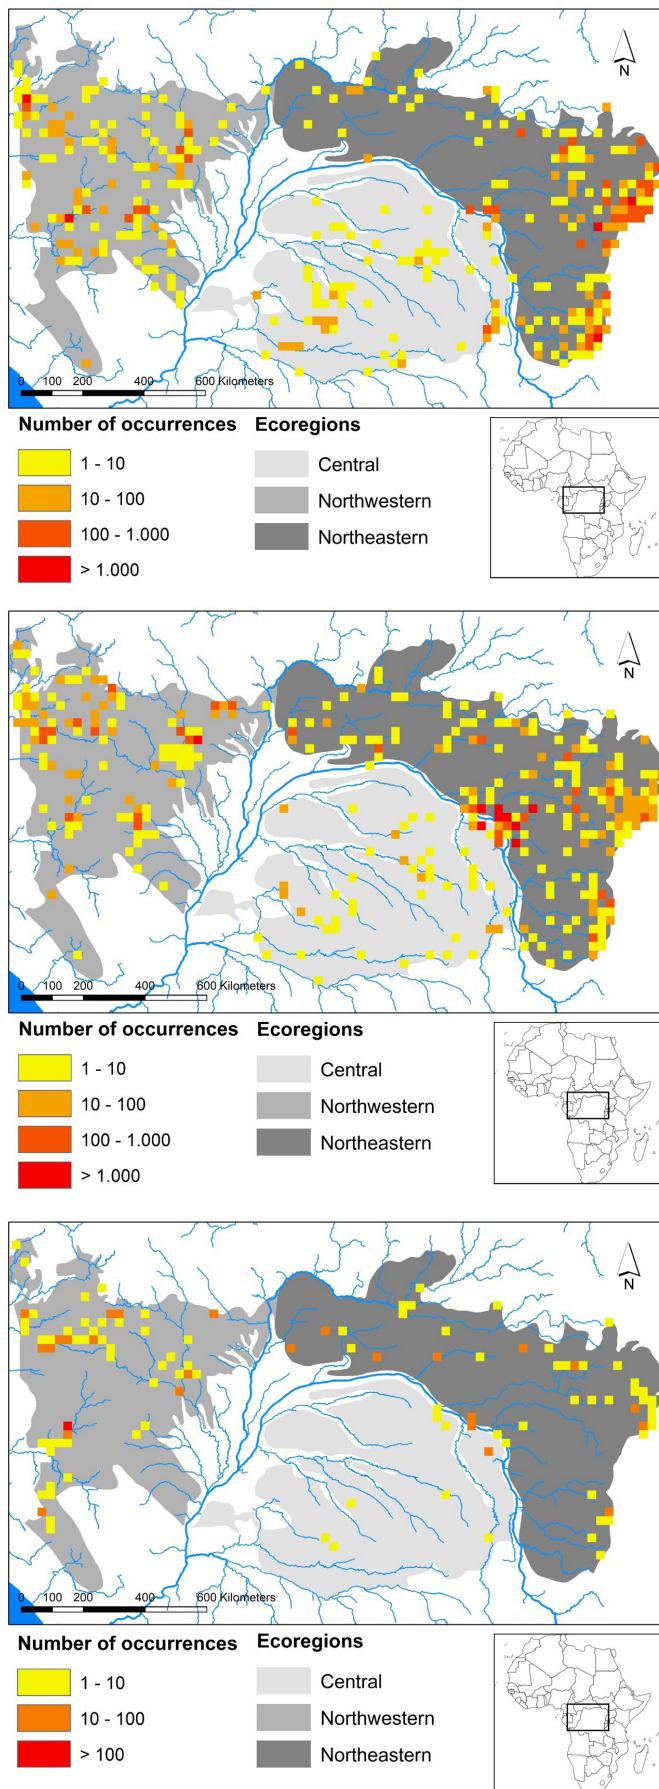 N
0 100 200 400 600 Kilometers
Number of occurrences Ecoregions
1 - 10 Central
10 - 100 Northwestern
100 - 1.000 Northeastern
> 1.000
N
0 100 200 400 600 Kilometers
Number of occurrences Ecoregions
1 - 10 Central
10 - 100 Northwestern
100 - 1.000 Northeastern
> 1.000
N
0 100 200 400 600 Kilometers
Number of occurrences Ecoregions
1 - 10 Central
10 - 100 Northwestern
> 100 Northeastern